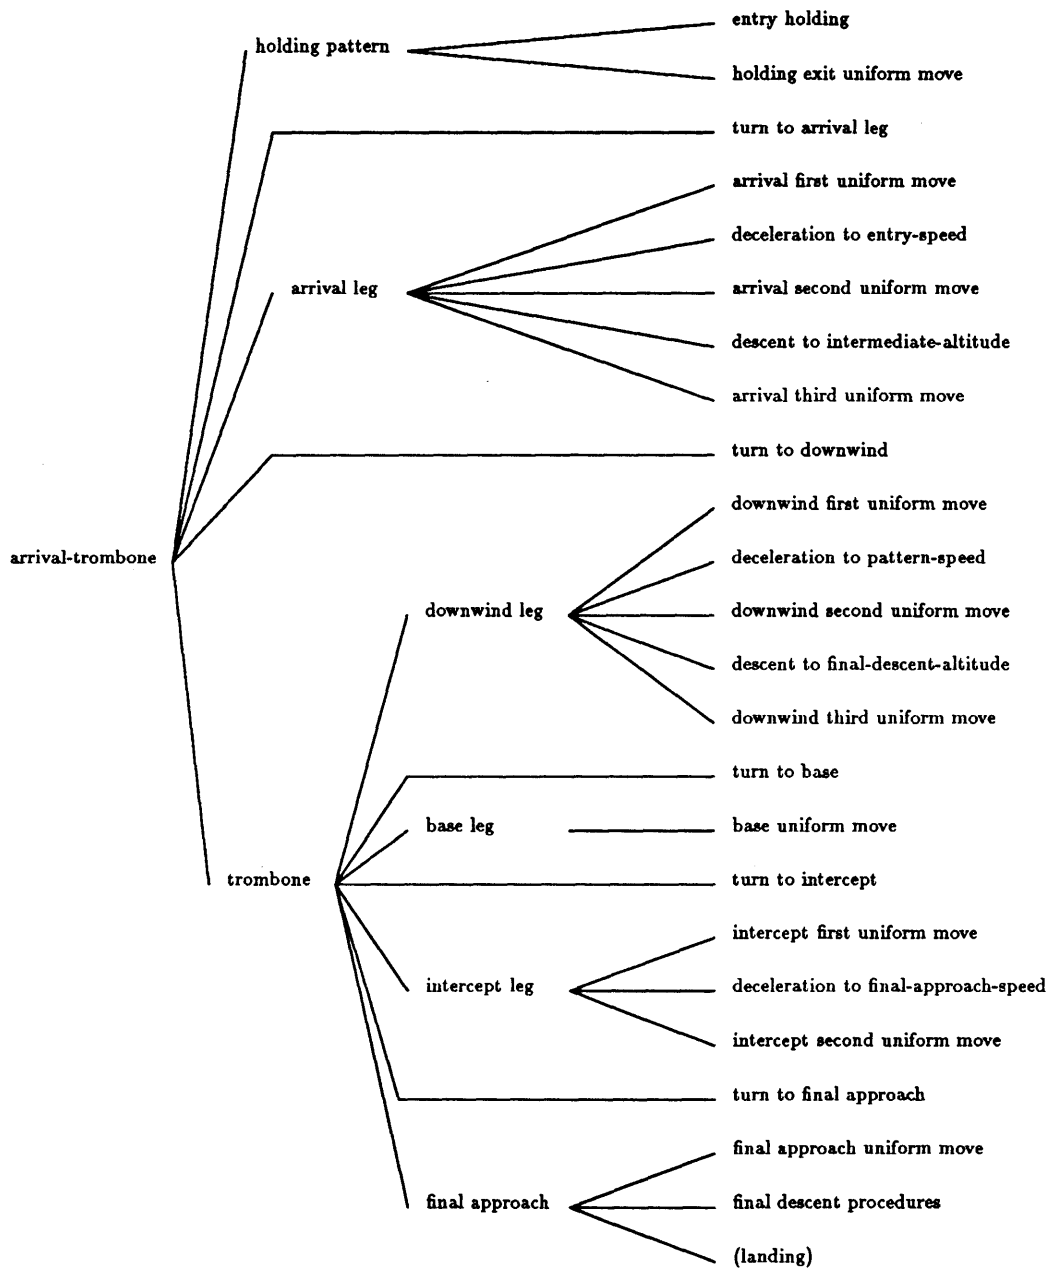 entry holding
holding pattern
holding exit uniform move
turn to arrival leg
arrival first uniform move
deceleration to entry-speed
arrival leg
arrival second uniform move
descent to intermediate-altitude
arrival third uniform move
turn to downwind
downwind first uniform move
arrival-trombone
deceleration to pattern-speed
downwind leg
downwind second uniform move
descent to final-descent-altitude
downwind third uniform move
turn to base
base leg
base uniform move
trombone
turn to intercept
intercept first uniform move
intercept leg
deceleration to final-approach-speed
intercept second uniform move
turn to final approach
final approach uniform move
final approach
final descent procedures
(landing)